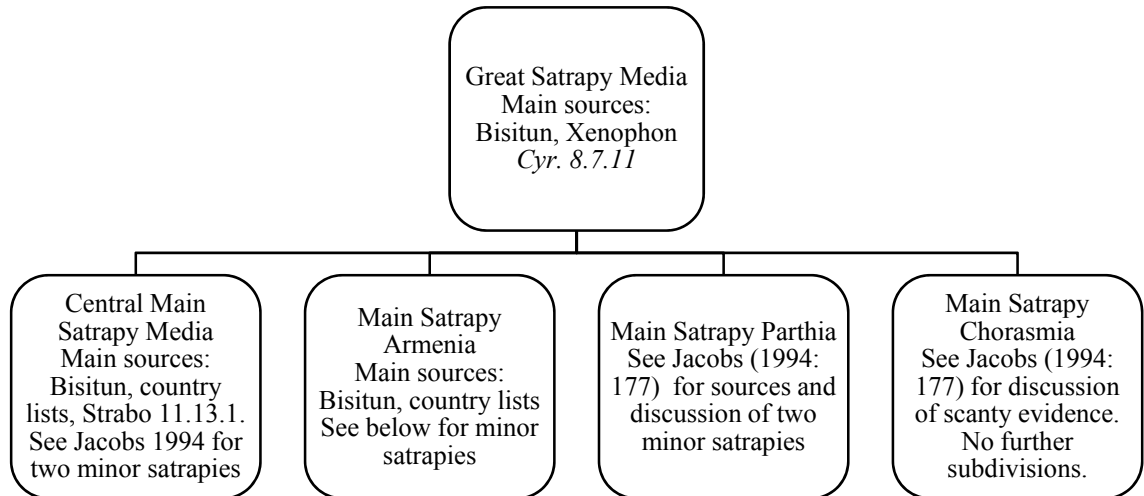 Great Satrapy Media
Main sources:
Bisitun, Xenophon
Cyr. 8.7.11
Central Main
Satrapy Media
Main sources:
Bisitun, country
lists, Strabo 11.13.1.
See Jacobs 1994 for
two minor satrapies
Main Satrapy
Armenia
Main sources:
Bisitun, country lists
See below for minor
satrapies
Main Satrapy Parthia
See Jacobs (1994:
177) for sources and
discussion of two
minor satrapies
Main Satrapy
Chorasmia
See Jacobs (1994:
177) for discussion
of scanty evidence.
No further
subdivisions.